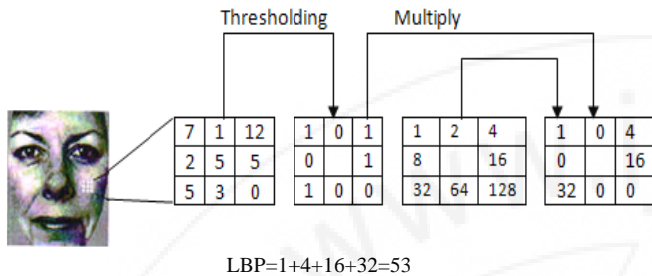 Thresholding Multiply
7 1 12 1 0 1 1 2 4 1 0 4
2 5 5 0 1 8 16 0 16
5 3 0 1 0 0 32 64 128 32 0 0
LBP=1+4+16+32=53